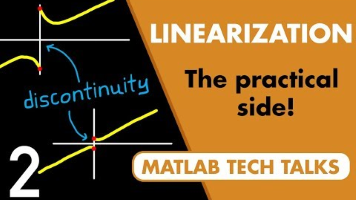 LINEARIZATION
The practical
side!
discontinuity
2
MATLAB TECH TALKS